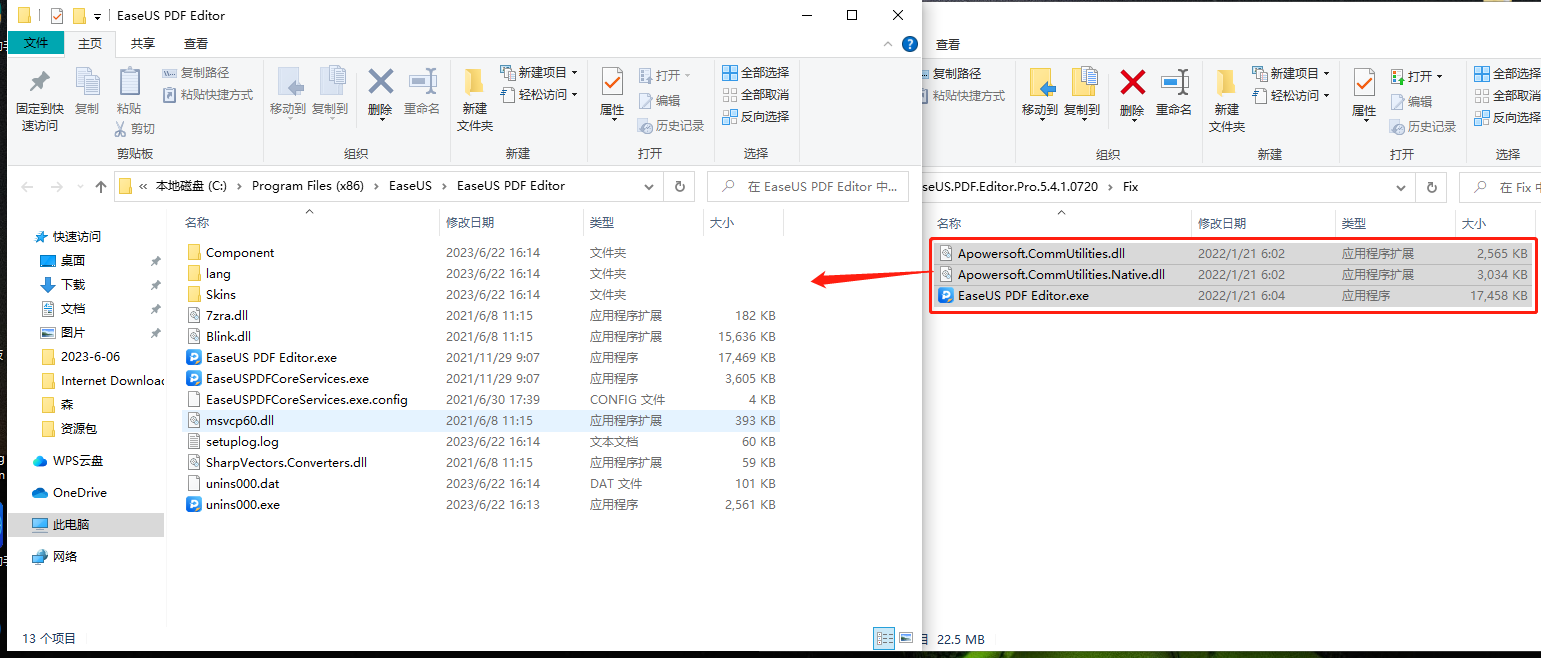 EaseUS PDF Editor
文件 主页 共享 查看
固定到快速访问
复制
粘贴
复制路径
粘贴快捷方式
剪切
剪贴板
移动到
复制到
删除
重命名
组织
新建文件夹
新建项目
轻松访问
新建
属性
打开
编辑
历史记录
打开
全部选择
全部取消
反向选择
选择
« 本地磁盘 (C:) › Program Files (x86) › EaseUS › EaseUS PDF Editor
在 EaseUS PDF Editor 中...
快速访问
桌面
下载
文档
图片
2023-6-06
Internet Downloac
森
资源包
WPS云盘
OneDrive
此电脑
网络
名称 修改日期 类型 大小
Component 2023/6/22 16:14 文件夹
lang 2023/6/22 16:14 文件夹
Skins 2023/6/22 16:14 文件夹
7zra.dll 2021/6/8 11:15 应用程序扩展 182 KB
Blink.dll 2021/6/8 11:15 应用程序扩展 15,636 KB
EaseUS PDF Editor.exe 2021/11/29 9:07 应用程序 17,469 KB
EaseUSPDFCoreServices.exe 2021/11/29 9:07 应用程序 3,605 KB
EaseUSPDFCoreServices.exe.config 2021/6/30 17:39 CONFIG 文件 4 KB
msvcp60.dll 2021/6/8 11:15 应用程序扩展 393 KB
setuplog.log 2023/6/22 16:14 文本文档 60 KB
SharpVectors.Converters.dll 2021/6/8 11:15 应用程序扩展 59 KB
unins000.dat 2023/6/22 16:14 DAT 文件 101 KB
unins000.exe 2023/6/22 16:13 应用程序 2,561 KB
13 个项目
查看
复制路径
粘贴快捷方式
移动到
复制到
删除
重命名
组织
新建文件夹
新建项目
轻松访问
新建
属性
打开
编辑
历史记录
打开
全部选择
全部取消
反向选择
选择
seUS.PDF.Editor.Pro.5.4.1.0720 › Fix
在 Fix 中
名称 修改日期 类型 大小
Apowersoft.CommUtilities.dll 2022/1/21 6:02 应用程序扩展 2,565 KB
Apowersoft.CommUtilities.Native.dll 2022/1/21 6:02 应用程序扩展 3,034 KB
EaseUS PDF Editor.exe 2022/1/21 6:04 应用程序 17,458 KB
22.5 MB